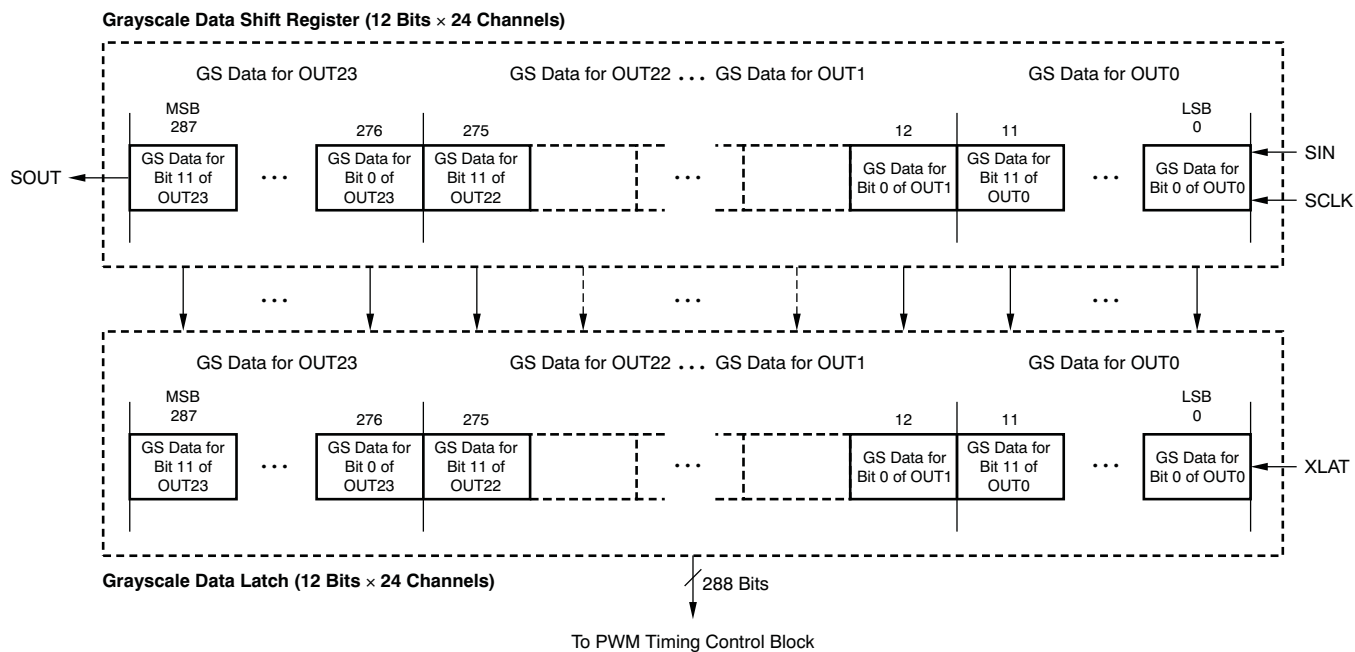 Grayscale Data Shift Register (12 Bits × 24 Channels)
GS Data for OUT23
GS Data for OUT22 ... GS Data for OUT1
GS Data for OUT0
MSB
287
276
275
12
11
LSB
0
SOUT
GS Data for
Bit 11 of
OUT23
...
GS Data for
Bit 0 of
OUT23
GS Data for
Bit 11 of
OUT22
...
GS Data for
Bit 0 of OUT1
GS Data for
Bit 11 of
OUT0
...
GS Data for
Bit 0 of OUT0
SIN
SCLK
...
...
...
GS Data for OUT23
GS Data for OUT22 ... GS Data for OUT1
GS Data for OUT0
MSB
287
276
275
12
11
LSB
0
GS Data for
Bit 11 of
OUT23
...
GS Data for
Bit 0 of
OUT23
GS Data for
Bit 11 of
OUT22
...
GS Data for
Bit 0 of OUT1
GS Data for
Bit 11 of
OUT0
...
GS Data for
Bit 0 of OUT0
XLAT
Grayscale Data Latch (12 Bits × 24 Channels)
288 Bits
To PWM Timing Control Block